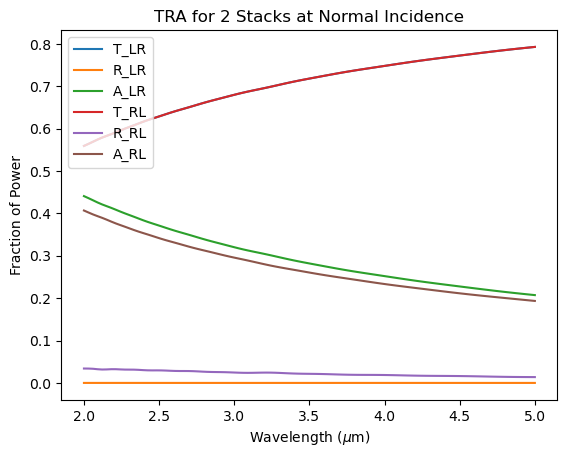 TRA for 2 Stacks at Normal Incidence
Fraction of Power
0.8
0.7
0.6
0.5
0.4
0.3
0.2
0.1
0.0
T_LR
R_LR
A_LR
T_RL
R_RL
A_RL
2.0 2.5 3.0 3.5 4.0 4.5 5.0
Wavelength (μm)